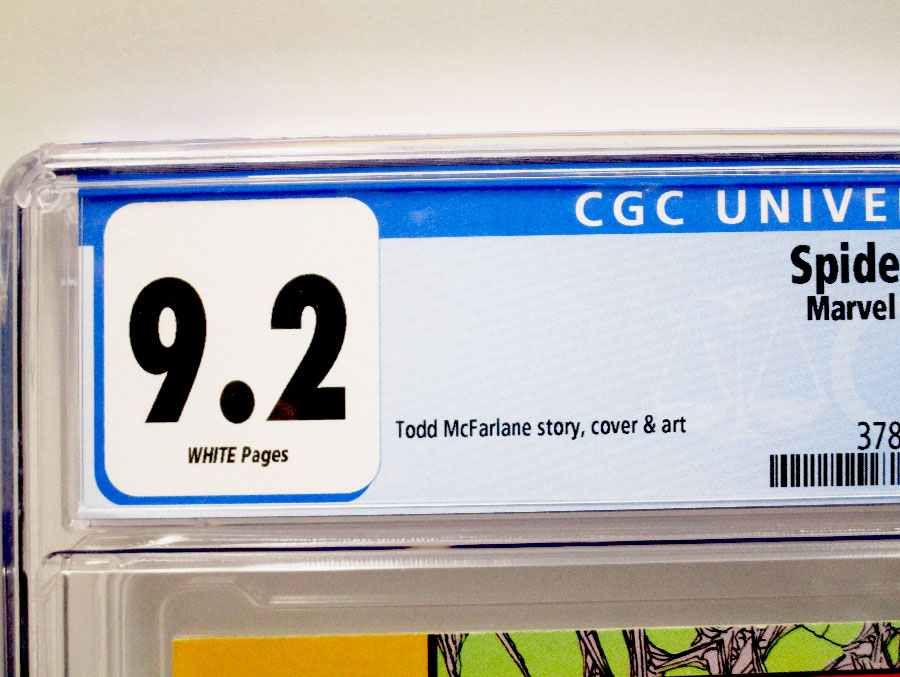 CGC UNIVE
9.2
WHITE Pages
Spide
Marvel
Todd McFarlane story, cover & art
378